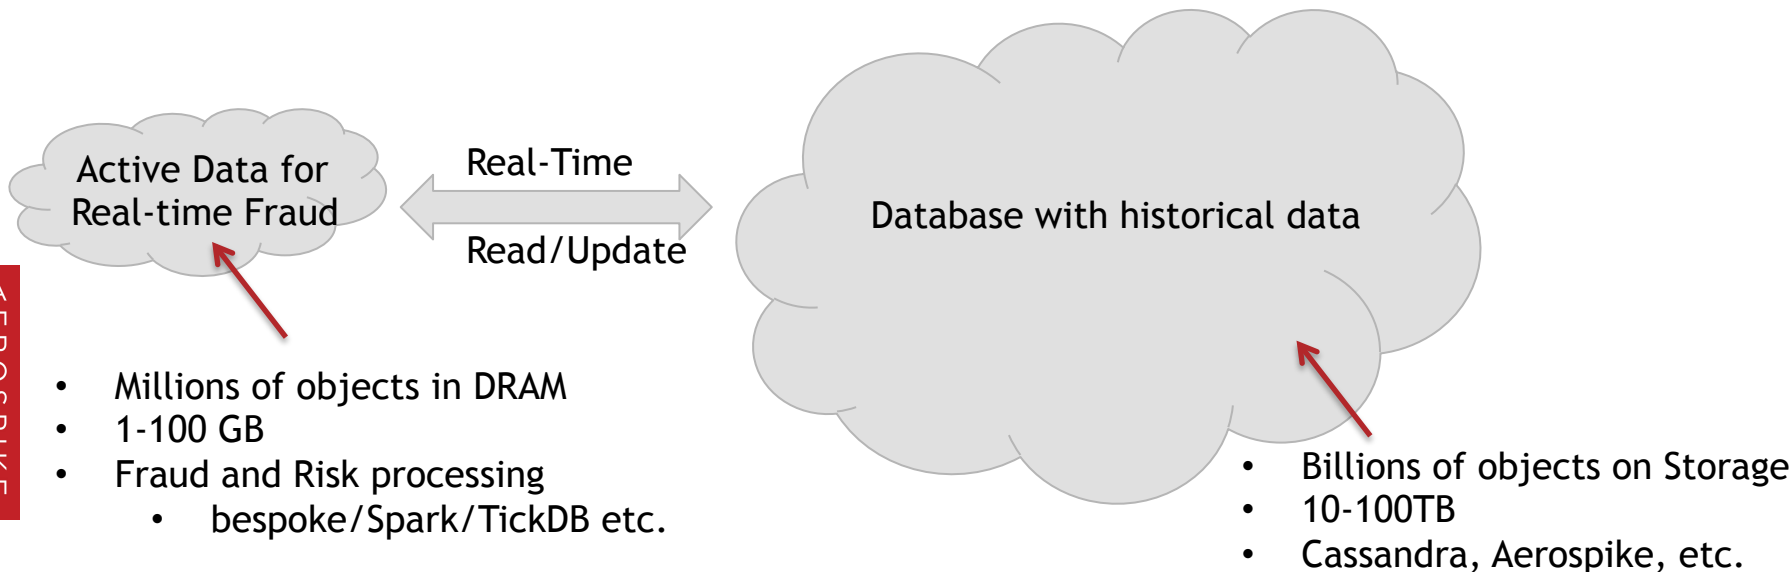 Active Data for
Real-time Fraud
Real-Time
Read/Update
Database with historical data
AEROSPIKE
• Millions of objects in DRAM
• 1-100 GB
• Fraud and Risk processing
• bespoke/Spark/TickDB etc.
• Billions of objects on Storage
• 10-100TB
• Cassandra, Aerospike, etc.